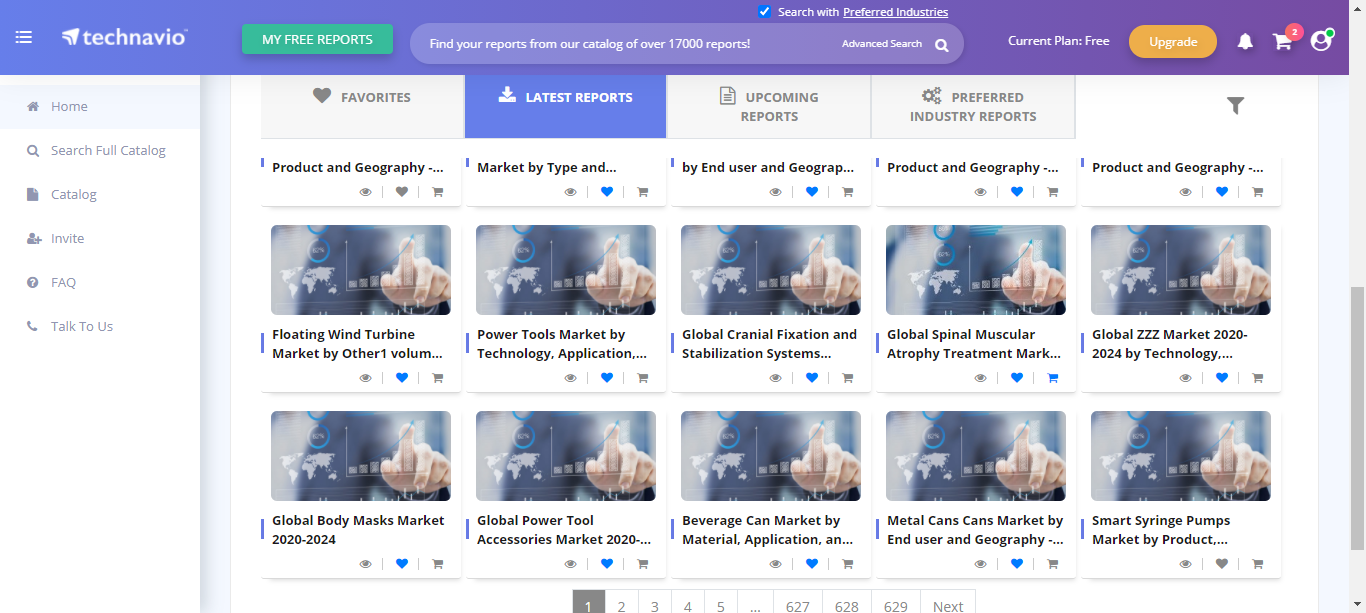 Search with Preferred Industries
technavio
MY FREE REPORTS
Find your reports from our catalog of over 17000 reports!
Advanced Search
Current Plan: Free
Upgrade
2
Home
Search Full Catalog
Catalog
Invite
FAQ
Talk To Us
FAVORITES
LATEST REPORTS
UPCOMING
REPORTS
PREFERRED
INDUSTRY REPORTS
Product and Geography -...
Market by Type and...
by End user and Geograp...
Product and Geography -...
Product and Geography -...
Floating Wind Turbine
Market by Other1 volum...
Power Tools Market by
Technology, Application,...
Global Cranial Fixation and
Stabilization Systems...
Global Spinal Muscular
Atrophy Treatment Mark...
Global ZZZ Market 2020-
2024 by Technology,...
Global Body Masks Market
2020-2024
Global Power Tool
Accessories Market 2020-...
Beverage Can Market by
Material, Application, an...
Metal Cans Cans Market by
End user and Geography -...
Smart Syringe Pumps
Market by Product,...
1 2 3 4 5 ... 627 628 629 Next